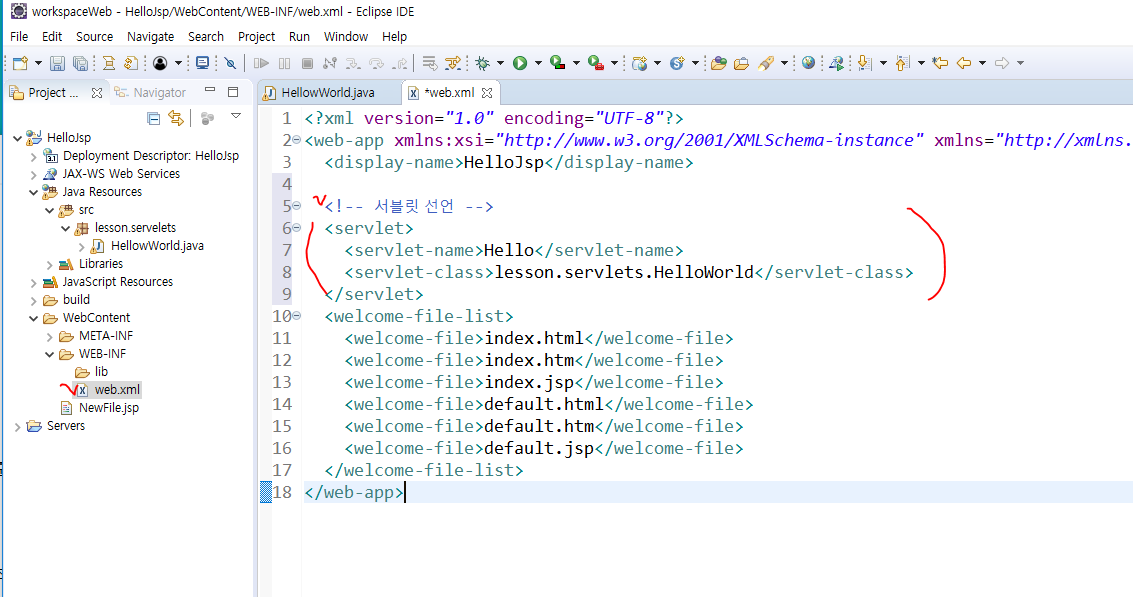 workspaceWeb - HelloJsp/WebContent/WEB-INF/web.xml - Eclipse IDE
File Edit Source Navigate Search Project Run Window Help
Project ... Navigator
HelloJsp
Deployment Descriptor: HelloJsp
JAX-WS Web Services
Java Resources
src
lesson.servelets
HellowWorld.java
Libraries
JavaScript Resources
build
WebContent
META-INF
WEB-INF
lib
web.xml
NewFile.jsp
Servers
HellowWorld.java *web.xml
1 <?xml version="1.0" encoding="UTF-8"?>
2 <web-app xmlns:xsi="http://www.w3.org/2001/XMLSchema-instance" xmlns="http://xmlns.
3 <display-name>HelloJsp</display-name>
4
5 <!-- 서블릿 선언 -->
6 <servlet>
7 <servlet-name>Hello</servlet-name>
8 <servlet-class>lesson.servlets.HelloWorld</servlet-class>
9 </servlet>
10 <welcome-file-list>
11 <welcome-file>index.html</welcome-file>
12 <welcome-file>index.htm</welcome-file>
13 <welcome-file>index.jsp</welcome-file>
14 <welcome-file>default.html</welcome-file>
15 <welcome-file>default.htm</welcome-file>
16 <welcome-file>default.jsp</welcome-file>
17 </welcome-file-list>
18 </web-app>